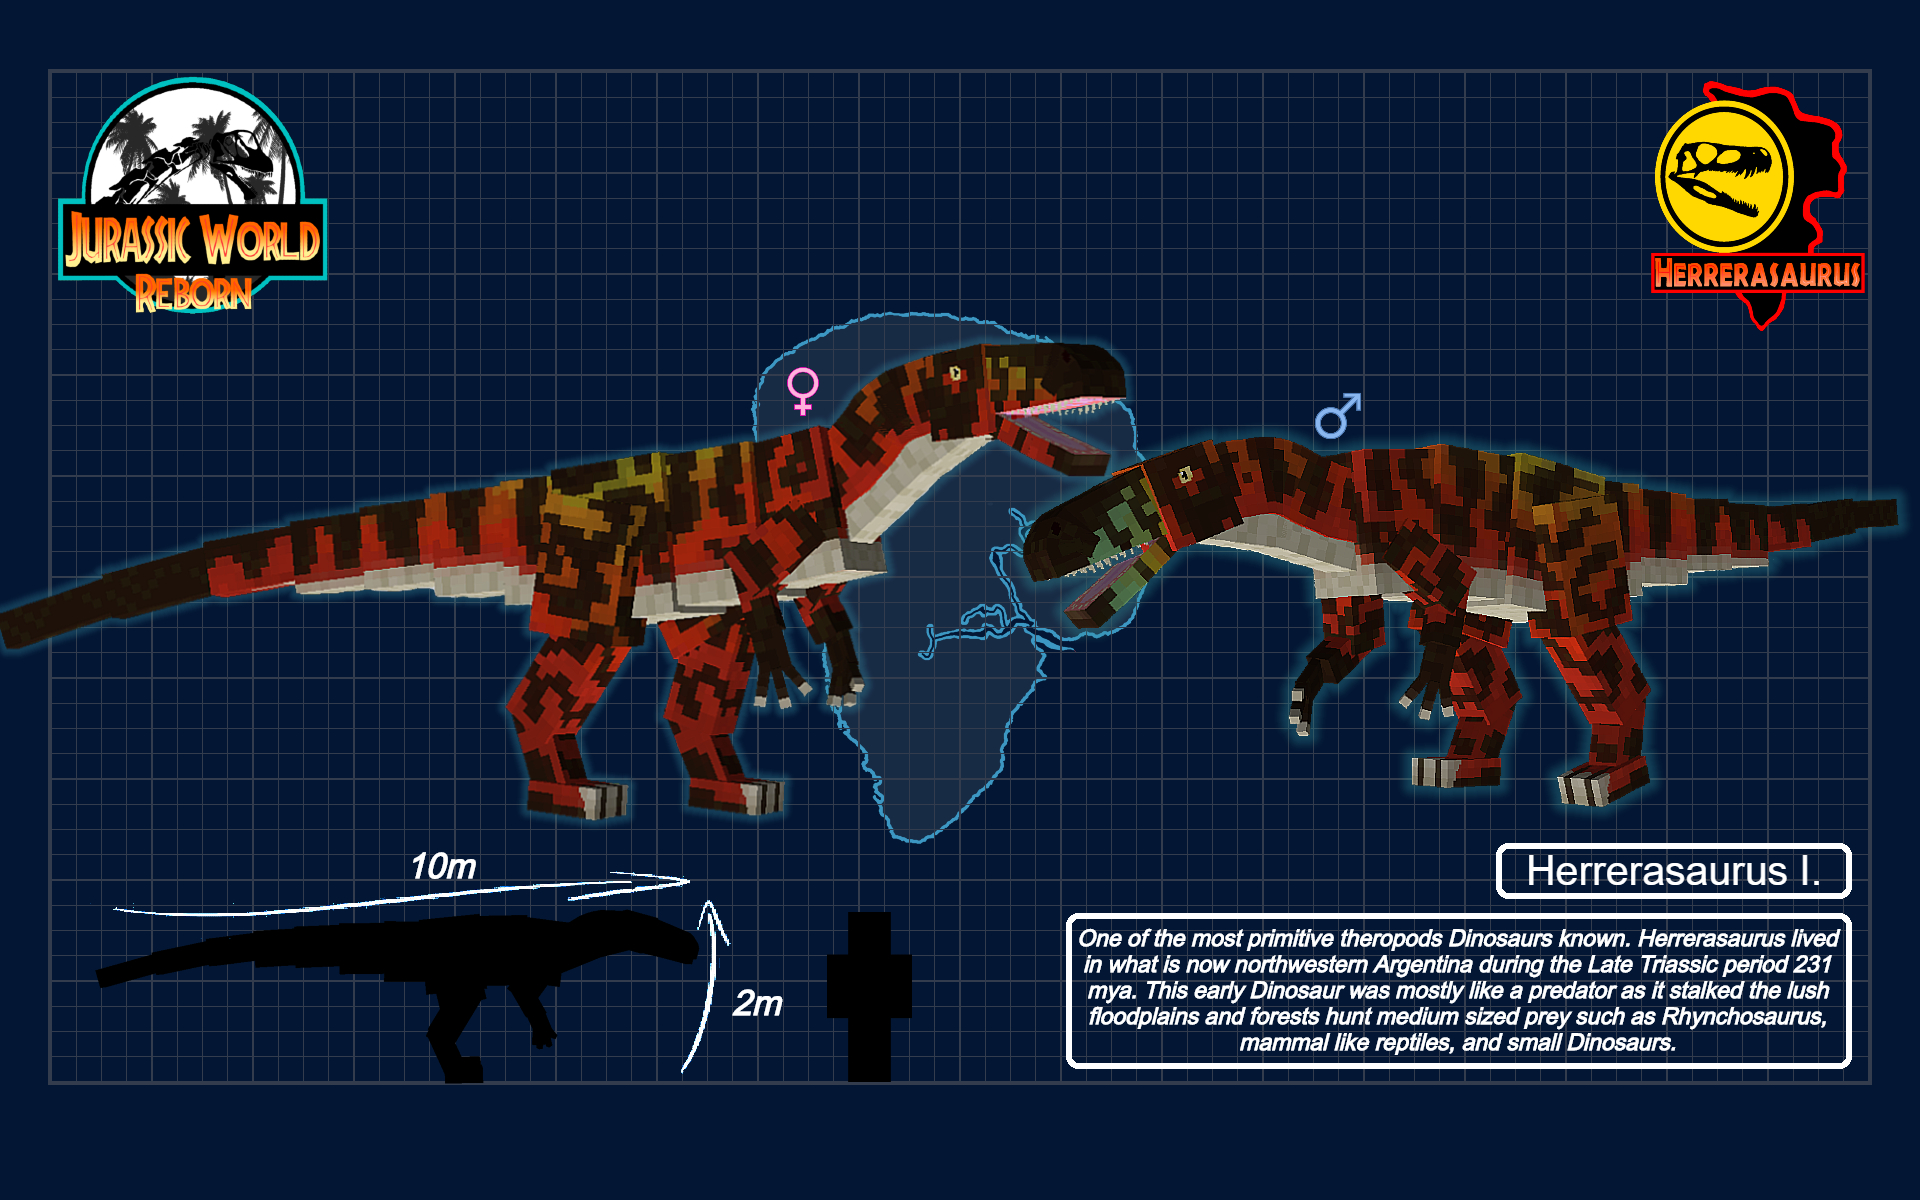 JURASSIC WORLD
REBORN
HERRERASAURUS
♀
♂
10m
2m
Herrerasaurus I.
One of the most primitive theropods Dinosaurs known. Herrerasaurus lived
in what is now northwestern Argentina during the Late Triassic period 231
mya. This early Dinosaur was mostly like a predator as it stalked the lush
floodplains and forests hunt medium sized prey such as Rhynchosaurus,
mammal like reptiles, and small Dinosaurs.